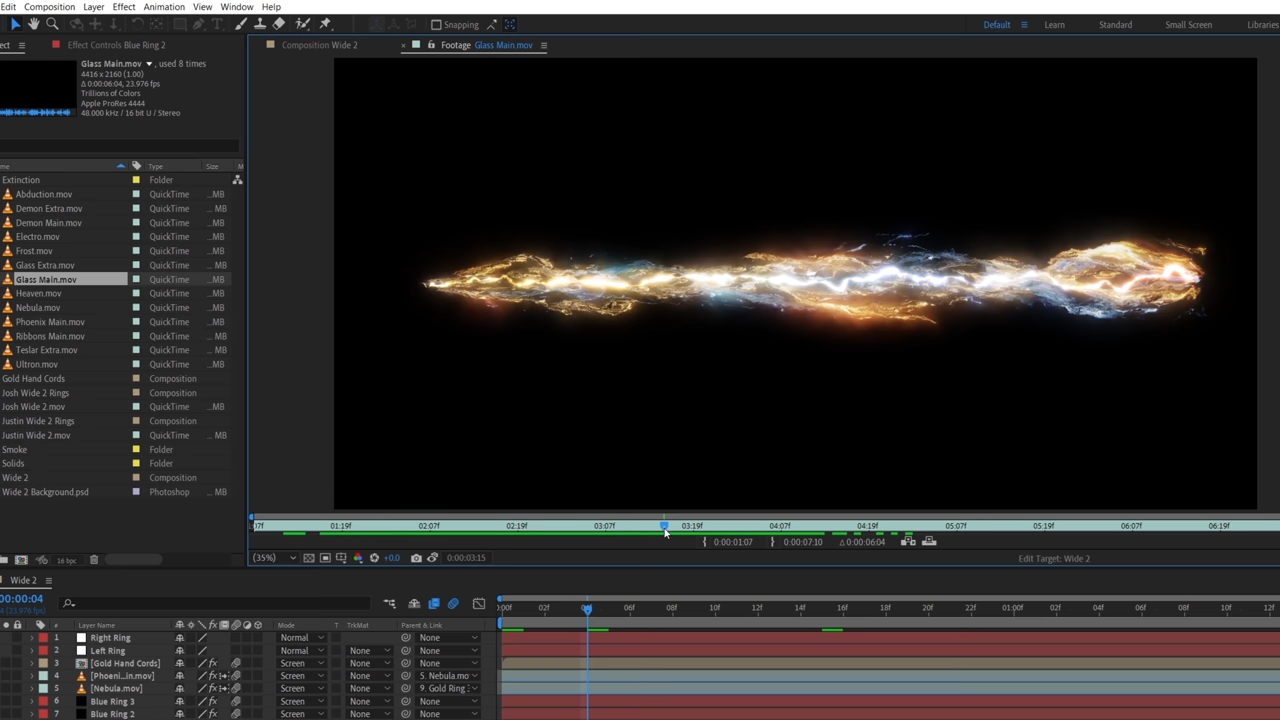 Edit Composition Layer Effect Animation View Window Help
Snapping
Default Learn Standard Small Screen Libraries
Effect Controls Blue Ring 2
Composition Wide 2
Footage Glass Main.mov
Glass Main.mov , used 8 times
4416 x 2160 (1.00)
Δ 0:00:06:04, 23.976 fps
Trillions of Colors
Apple ProRes 4444
48.000 kHz / 16 bit U / Stereo
Type Size
Extinction Folder
Abduction.mov QuickTime ...MB
Demon Extra.mov QuickTime ... MB
Demon Main.mov QuickTime ...MB
Electro.mov QuickTime ...MB
Frost.mov QuickTime ...MB
Glass Extra.mov QuickTime ...MB
Glass Main.mov QuickTime ...MB
Heaven.mov QuickTime ...MB
Nebula.mov QuickTime ...MB
Phoenix Main.mov QuickTime ...MB
Ribbons Main.mov QuickTime ...MB
Teslar Extra.mov QuickTime ...MB
Ultron.mov QuickTime ...MB
Gold Hand Cords Composition
Josh Wide 2 Rings Composition
Josh Wide 2.mov QuickTime ...MB
Justin Wide 2 Rings Composition
Justin Wide 2.mov QuickTime ... MB
Smoke Folder
Solids Folder
Wide 2 Composition
Wide 2 Background.psd Photoshop ...MB
:07f 01:19f 02:07f 02:19f 03:07f 03:19f 04:07f 04:19f 05:07f 05:19f 06:07f 06:19f
0:00:01:07 0:00:07:10 Δ 0:00:06:04
16 bpc
(35%) +0.0 0:00:03:15
Edit Target: Wide 2
Wide 2
00:00:04
:00f 02f 04f 06f 08f 10f 12f 14f 16f 18f 20f 22f 01:00f 02f 04f 06f 08f 10f
# Layer Name Mode T TrkMat Parent & Link
1 Right Ring Normal None
2 Left Ring Normal None None
3 [Gold Hand Cords] Screen None None
4 [Phoeni...in.mov] Screen None 5. Nebula.mo
5 [Nebula.mov] Screen None 9. Gold Ring
6 Blue Ring 3 Screen None None
7 Blue Ring 2 Screen None None